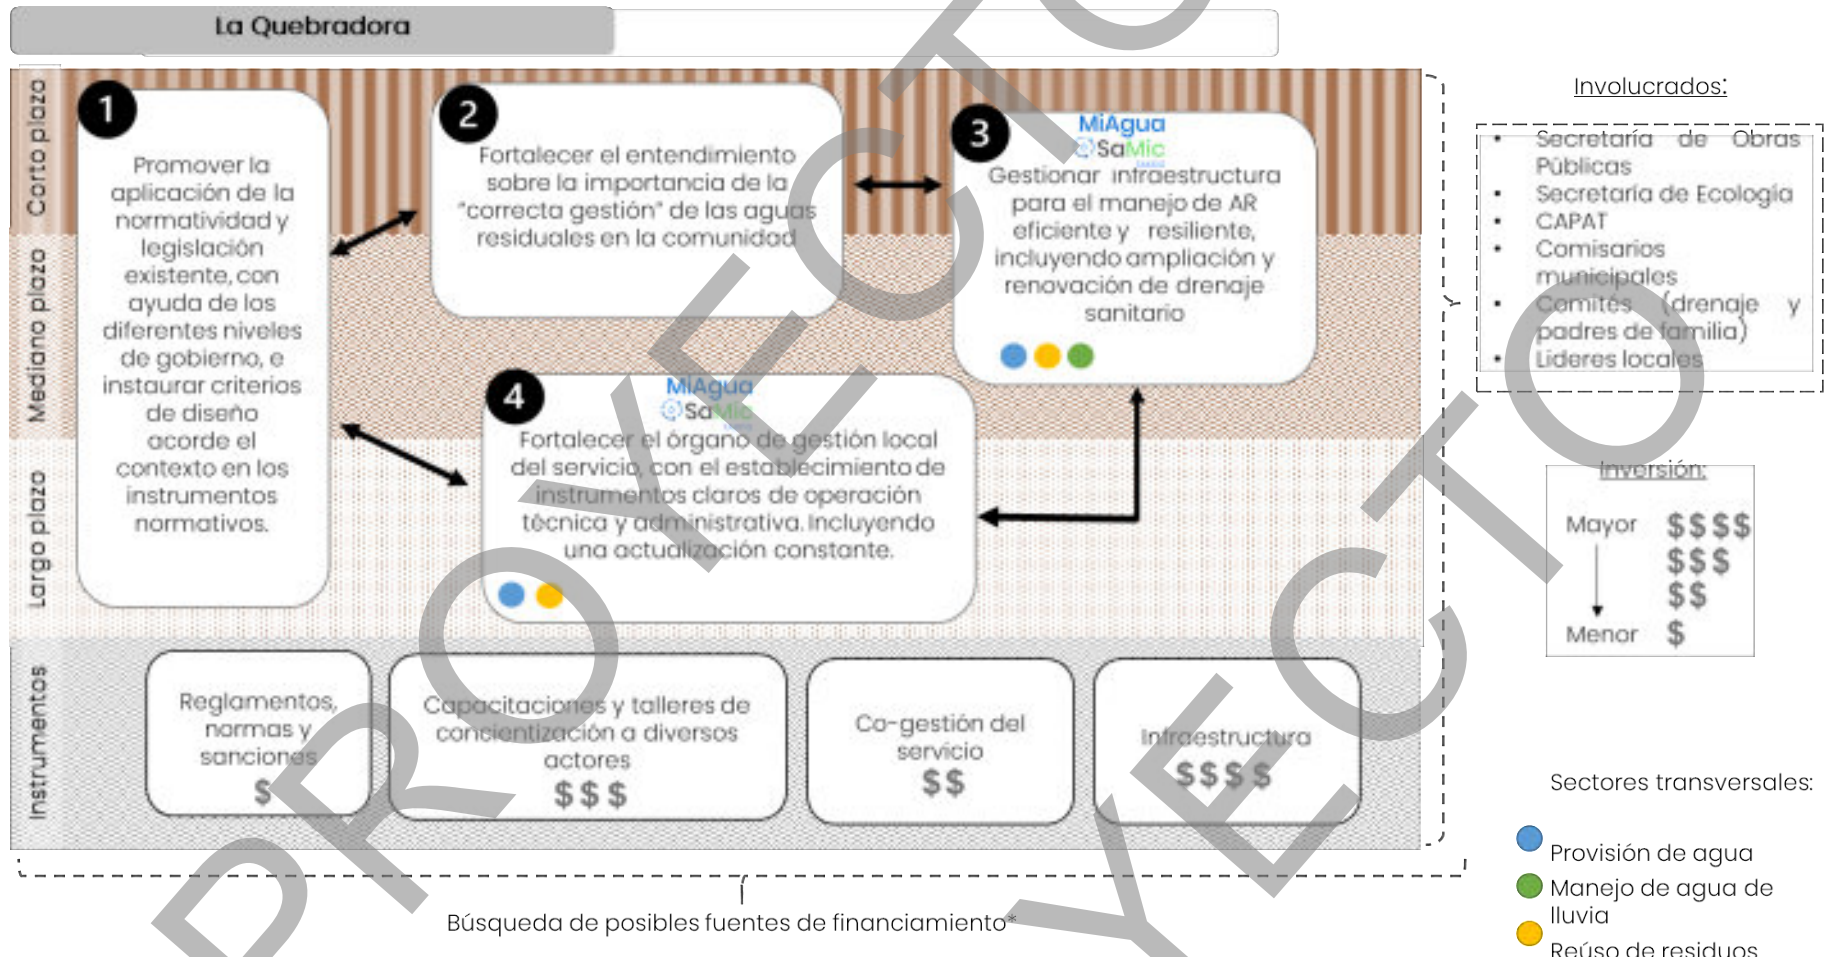 La Quebradora
Corto plazo
Mediano plazo
Largo plazo
Instrumentos
1
Promover la
aplicación de la
normatividad y
legislación
existente, con
ayuda de los
diferentes niveles
de gobierno, e
instaurar criterios
de diseño
acorde el
contexto en los
instrumentos
normativos.
2
Fortalecer el entendimiento
sobre la importancia de la
"correcta gestión" de las aguas
residuales en la comunidad
3
MiAgua
SaMic
Gestionar infraestructura
para el manejo de AR
eficiente y resiliente,
incluyendo ampliación y
renovación de drenaje
sanitario
4
MiAgua
SaMic
Fortalecer el órgano de gestión local
del servicio, con el establecimiento de
instrumentos claros de operación
técnica y administrativa. Incluyendo
una actualización constante.
Reglamentos,
normas y
sanciones
$
Capacitaciones y talleres de
concientización a diversos
actores
$$$
Co-gestión del
servicio
$$
Infraestructura
$$$$
Búsqueda de posibles fuentes de financiamiento*
Involucrados:
• Secretaría de Obras
Públicas
• Secretaría de Ecología
• CAPAT
• Comisarios
municipales
• Comités (drenaje y
padres de familia)
• Lideres locales
Inversión:
Mayor $$$$
$$$
$$
Menor $
Sectores transversales:
Provisión de agua
Manejo de agua de
lluvia
Reúso de residuos
PROYECTO
YECTO